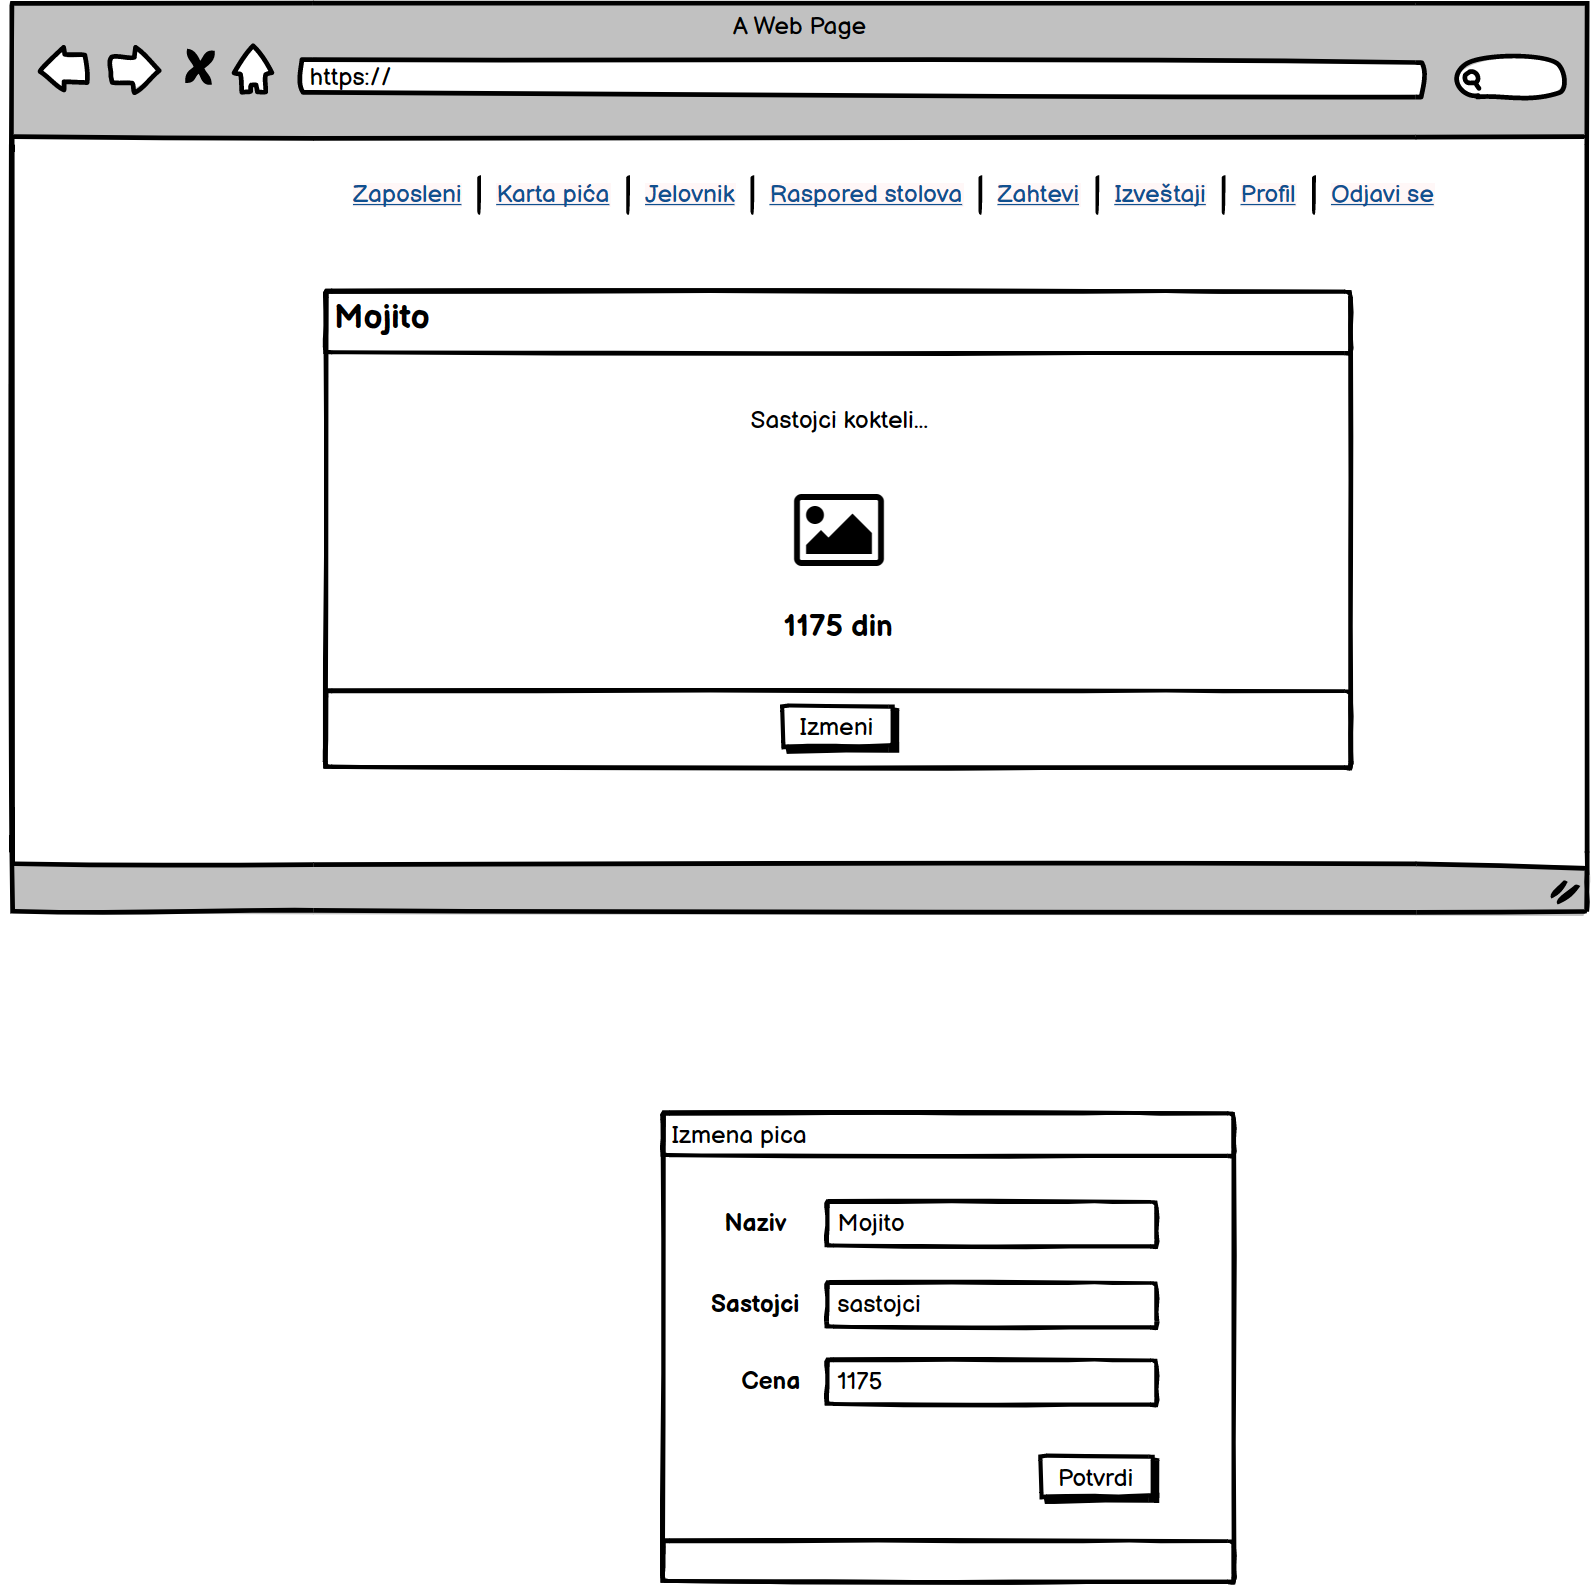 A Web Page
https://
Zaposleni Karta pića Jelovnik Raspored stolova Zahtevi Izveštaji Profil Odjavi se
Mojito
Sastojci kokteli...
1175 din
Izmeni
Izmena pica
Naziv Mojito
Sastojci sastojci
Cena 1175
Potvrdi